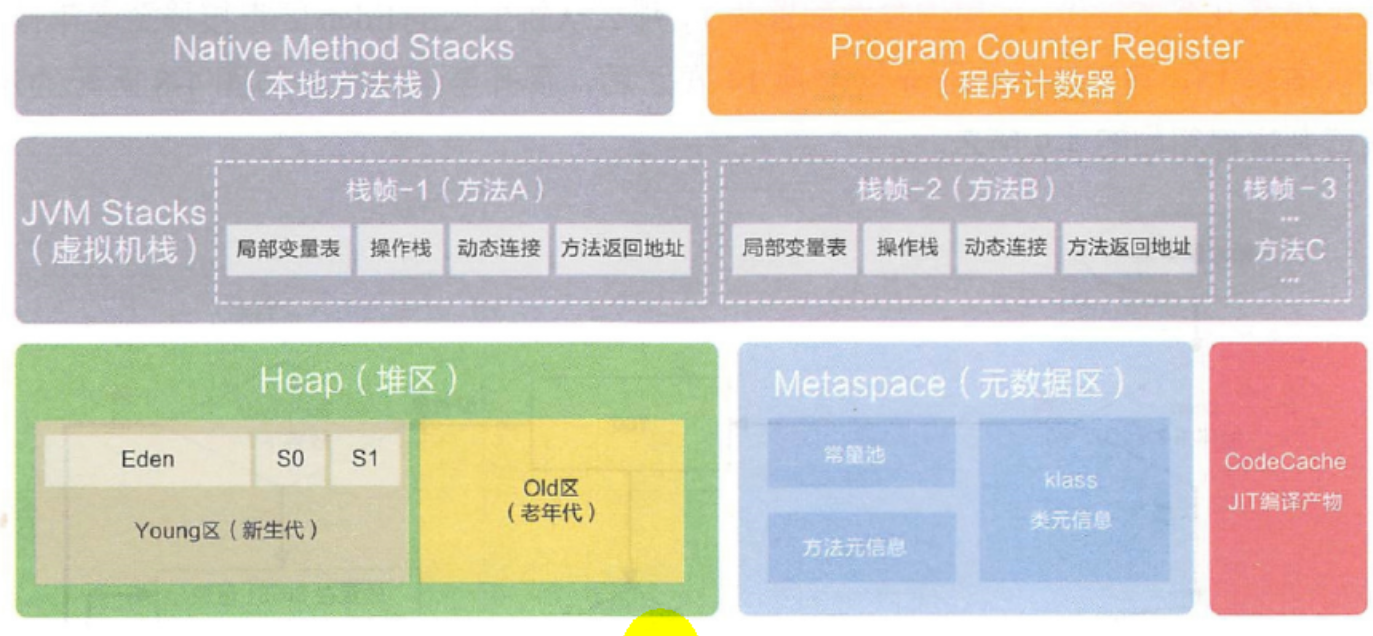 Native Method Stacks
（本地方法栈）
Program Counter Register
（程序计数器）
JVM Stacks
（虚拟机栈）
栈帧-1（方法A）
局部变量表
操作栈
动态连接
方法返回地址
栈帧-2（方法B）
局部变量表
操作栈
动态连接
方法返回地址
栈帧-3
...
方法C
...
Heap（堆区）
Eden
S0
S1
Young区（新生代）
Old区
（老年代）
Metaspace（元数据区）
常量池
方法元信息
klass
类元信息
CodeCache
JIT编译产物